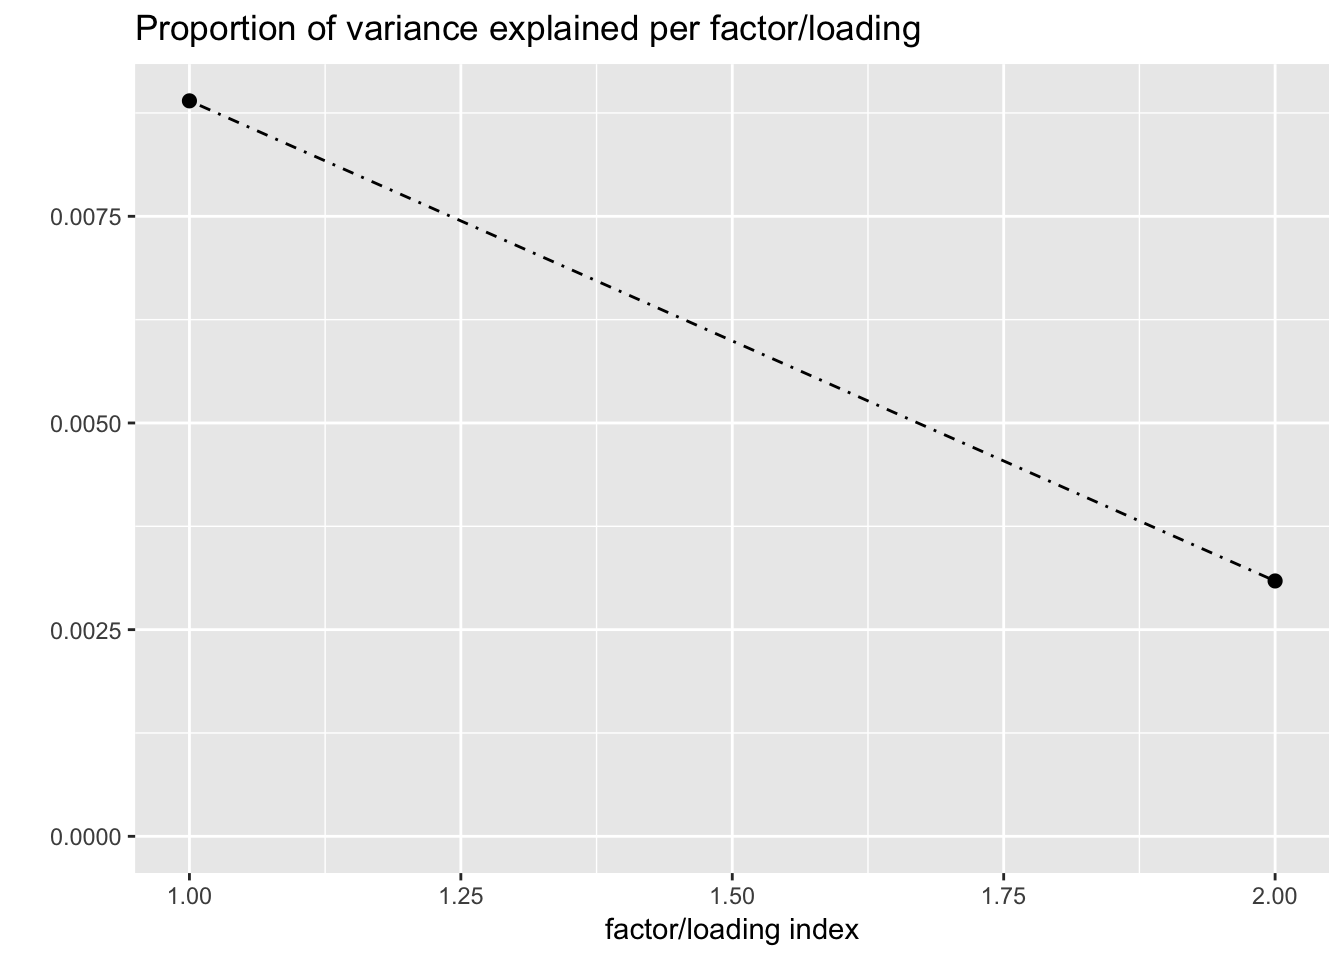 Proportion of variance explained per factor/loading
0.0075
0.0050
0.0025
0.0000
1.00 1.25 1.50 1.75 2.00
factor/loading index